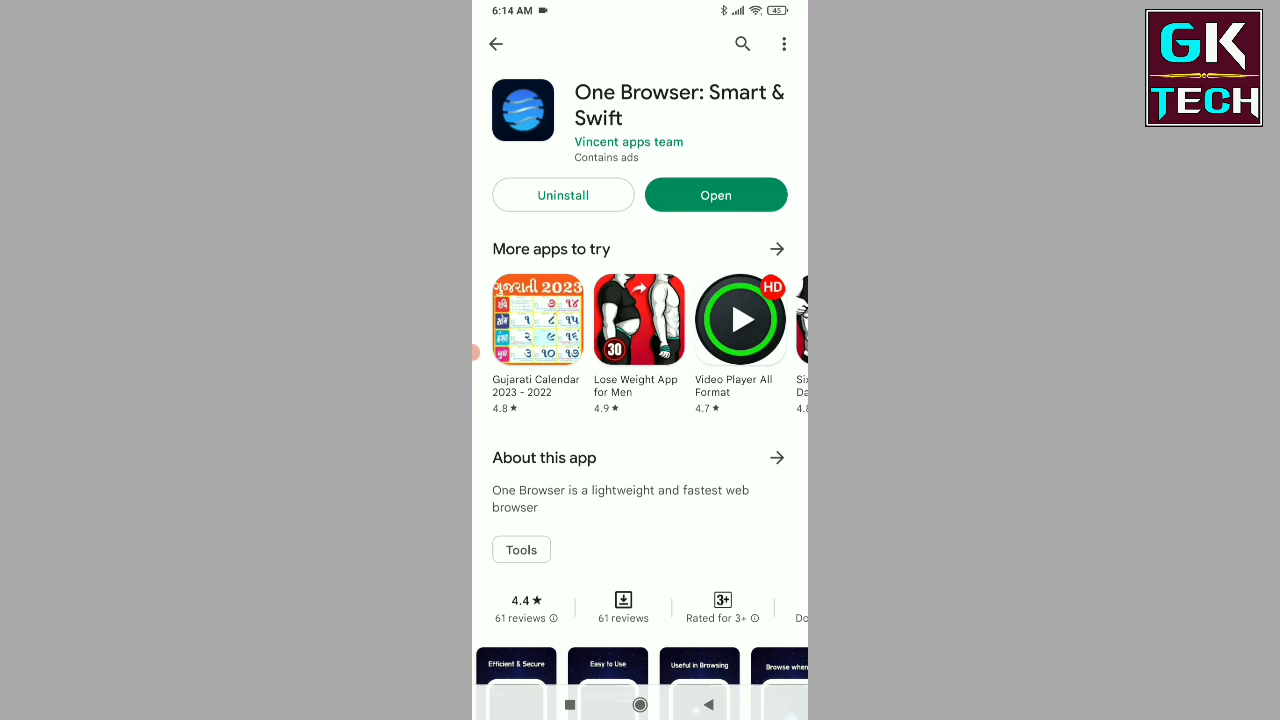 6:14 AM
45
GK
TECH
One Browser: Smart &
Swift
Vincent apps team
Contains ads
Uninstall
Open
More apps to try
ગુજરાતી 2023
HD
30
Gujarati Calendar
2023 - 2022
4.8★
Lose Weight App
for Men
4.9★
Video Player All
Format
4.7★
About this app
One Browser is a lightweight and fastest web
browser
Tools
4.4★
61 reviews
61 reviews
3+
Rated for 3+
Efficient & Secure
Easy to Use
Useful in Browsing
Browse when